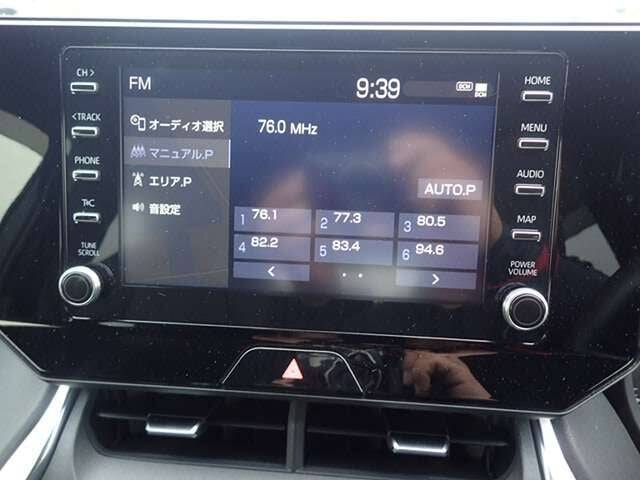 CH >
< TRACK
PHONE
T∧C
TUNE
SCROLL
FM
9:39
DCM
DCM
オーディオ選択
マニュアル.P
エリア.P
音設定
76.0 MHz
AUTO.P
1 76.1
2 77.3
3 80.5
4 82.2
5 83.4
6 94.6
<
>
HOME
MENU
AUDIO
MAP
POWER
VOLUME